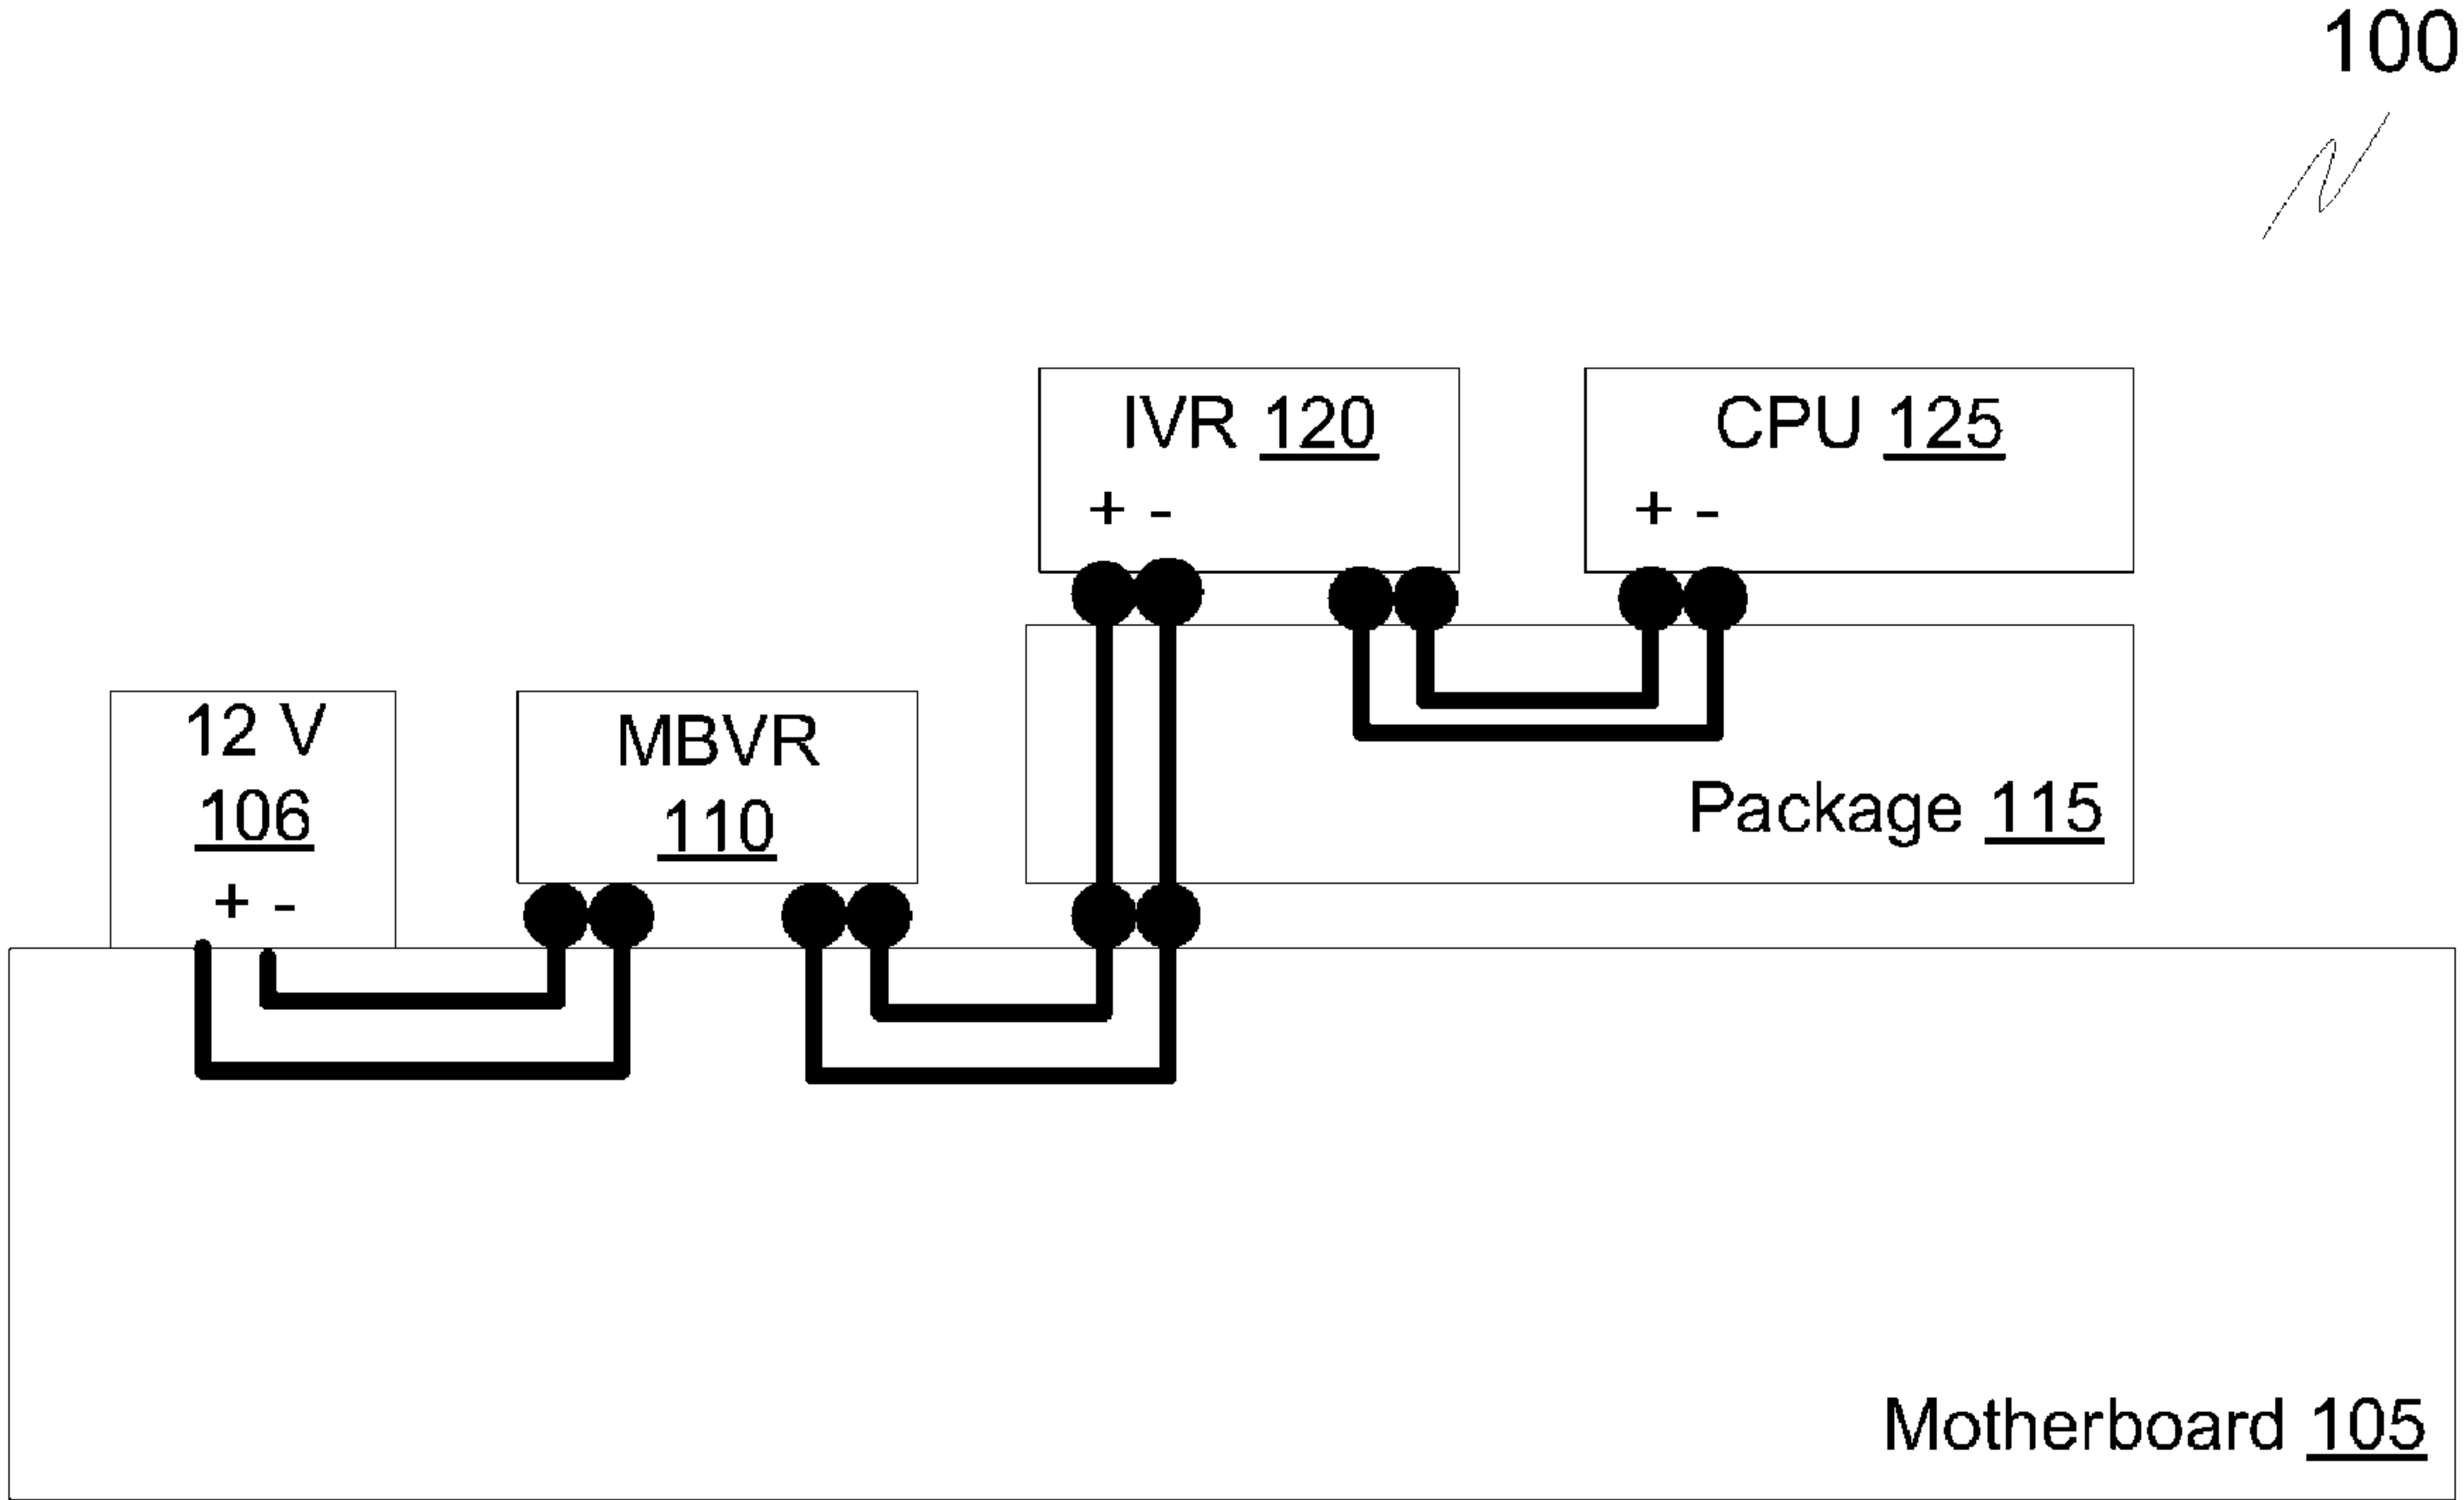 100
IVR 120
+ -
CPU 125
+ -
12 V
106
+ -
MBVR
110
Package 115
Motherboard 105